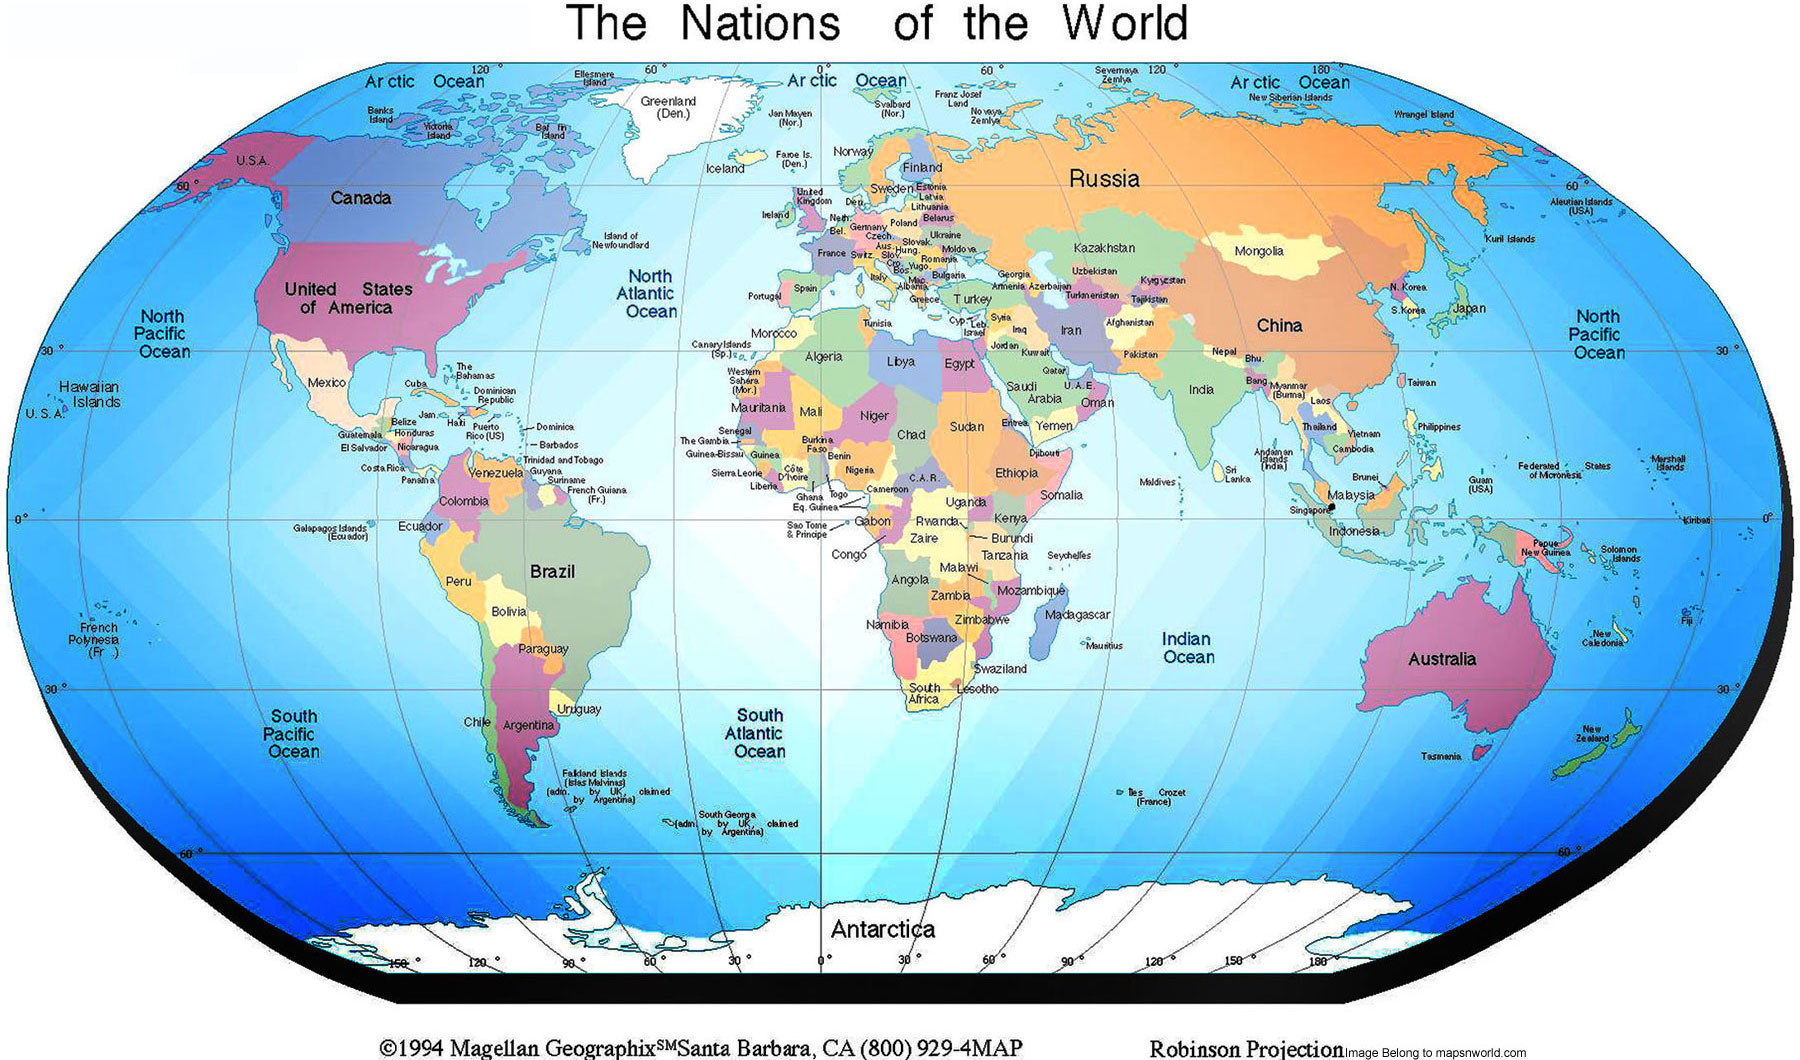 The Nations of the World
Arctic Ocean
Arctic Ocean
Arctic Ocean
120°
60°
0°
60°
120°
180°
Ellesmere
Island
Greenland
(Den.)
Banks
Island
Victoria
Island
Baffin
Island
Jan Mayen
(Nor.)
Svalbard
(Nor.)
Franz Josef
Land
Novaya
Zemlya
Severnaya
Zemlya
New Siberian Islands
Wrangel Island
U.S.A.
60°
Canada
Iceland
Faroe Is.
(Den.)
Norway
Finland
Sweden
Estonia
Latvia
Lithuania
Russia
60°
Aleutian Islands
(USA)
Kuril Islands
United
Kingdom
Ireland
Den.
Neth.
Bel.
Germany
Poland
Belarus
Czech.
Ukraine
Aus.
Slovak.
Hung.
Moldova
France
Switz
Slov.
Romania
Cro.
Yugo.
Bos.
Bulgaria
Italy
Mac.
Albania
Greece
Portugal
Spain
Turkey
Georgia
Armenia
Azerbaijan
Kazakhstan
Uzbekistan
Kyrgyzstan
Turkmenistan
Tajikistan
Mongolia
Island of
Newfoundland
North
Atlantic
Ocean
United States
of America
North
Pacific
Ocean
North
Pacific
Ocean
N. Korea
S.Korea
Japan
China
30°
30°
Hawaiian
Islands
U.S.A.
Mexico
The
Bahamas
Cuba
Dominican
Republic
Jam.
Haiti
Puerto
Rico (US)
Belize
Guatemala
Honduras
El Salvador
Nicaragua
Costa Rica
Panama
Dominica
Barbados
Trinidad and Tobago
Venezuela
Guyana
Suriname
French Guiana
(Fr.)
Colombia
Morocco
Canary Islands
(Sp.)
Western
Sahara
(Mor.)
Algeria
Tunisia
Libya
Egypt
Cyp.
Leb.
Israel
Syria
Iraq
Jordan
Kuwait
Iran
Afghanistan
Pakistan
Qatar
Saudi
Arabia
U.A.E.
Oman
Yemen
Nepal
Bhu.
India
Bang
Myanmar
(Burma)
Laos
Taiwan
Thailand
Vietnam
Cambodia
Philippines
Mauritania
Mali
Niger
Chad
Sudan
Eritrea
Djibouti
Ethiopia
Somalia
Senegal
The Gambia
Guinea-Bissau
Guinea
Sierra Leone
Liberia
Côte
D'Ivoire
Burkina
Faso
Benin
Ghana
Togo
Nigeria
Cameroon
C.A.R.
Eq. Guinea
Sao Tome
& Principe
Gabon
Congo
Uganda
Rwanda
Kenya
Zaire
Burundi
Tanzania
Seychelles
Maldives
Sri
Lanka
Andaman
Islands
(India)
Brunei
Malaysia
Singapore
Indonesia
Guam
(USA)
Federated States
of Micronesia
Marshall
Islands
Kiribati
0°
0°
Galapagos Islands
(Ecuador)
Ecuador
Brazil
Peru
Bolivia
Paraguay
Uruguay
Chile
Argentina
French
Polynesia
(Fr.)
Angola
Malawi
Zambia
Mozambique
Madagascar
Zimbabwe
Namibia
Botswana
Mauritius
Swaziland
Lesotho
South
Africa
Indian
Ocean
Papua
New Guinea
Solomon
Islands
Fiji
New
Caledonia
Australia
New
Zealand
Tasmania
30°
30°
South
Pacific
Ocean
South
Atlantic
Ocean
Falkland Islands
(Islas Malvinas)
(adm. by UK, claimed
by Argentina)
South Georgia
(adm. by UK, claimed
by Argentina)
Îles Crozet
(France)
60°
60°
Antarctica
150°
120°
90°
60°
30°
0°
30°
60°
90°
120°
150°
180°
©1994 Magellan Geographix℠Santa Barbara, CA (800) 929-4MAP
Robinson Projection
Image Belong to mapsnworld.com